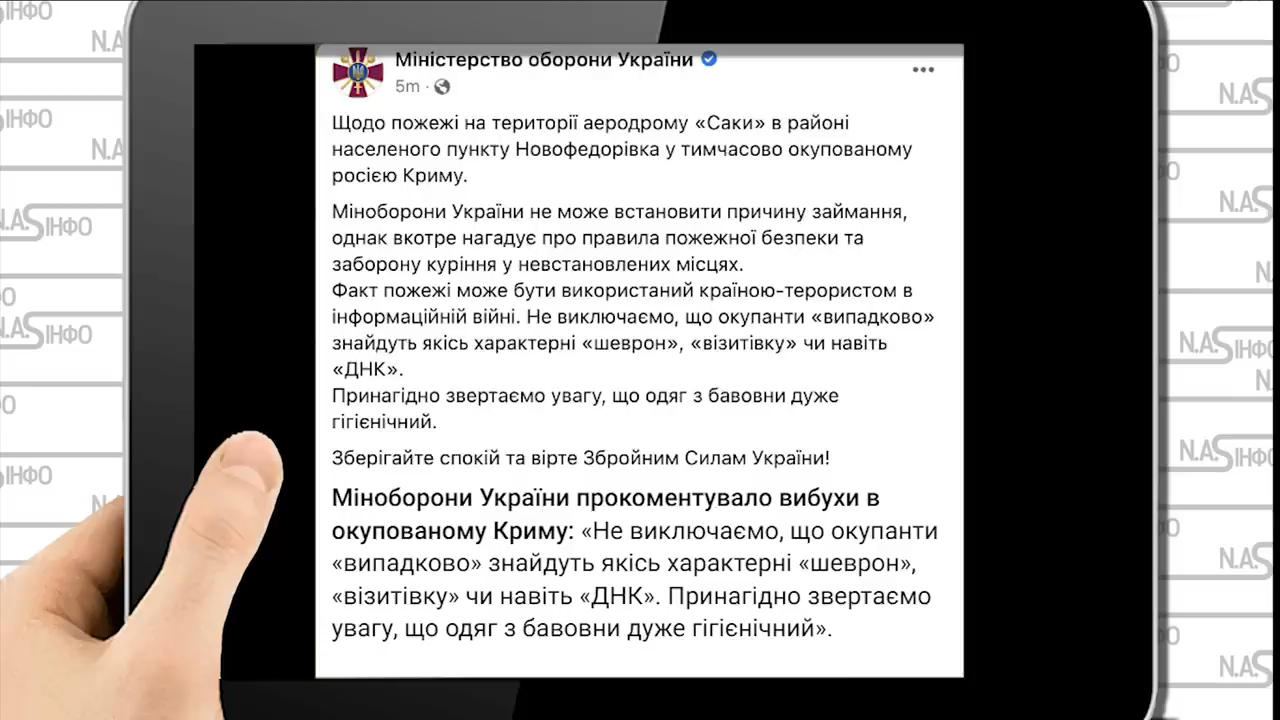 Міністерство оборони України
5m ·
Щодо пожежі на території аеродрому «Саки» в районі
населеного пункту Новофедорівка у тимчасово окупованому
росією Криму.
Міноборони України не може встановити причину займання,
однак вкотре нагадує про правила пожежної безпеки та
заборону куріння у невстановлених місцях.
Факт пожежі може бути використаний країною-терористом в
інформаційній війні. Не виключаємо, що окупанти «випадково»
знайдуть якісь характерні «шеврон», «візитівку» чи навіть
«ДНК».
Принагідно звертаємо увагу, що одяг з бавовни дуже
гігієнічний.
Зберігайте спокій та вірте Збройним Силам України!
Міноборони України прокоментувало вибухи в
окупованому Криму: «Не виключаємо, що окупанти
«випадково» знайдуть якісь характерні «шеврон»,
«візитівку» чи навіть «ДНК». Принагідно звертаємо
увагу, що одяг з бавовни дуже гігієнічний».
N.A.SІНФО
N.A.SІНФО
N.A.SІНФО
N.A.SІНФО